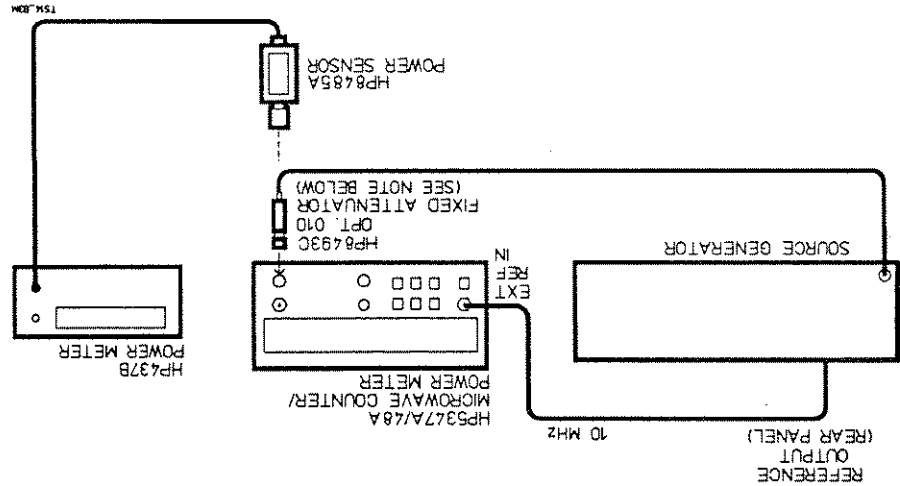 REFERENCE
OUTPUT
(REAR PANEL)
10 MHz
HP5347A/48A
MICROWAVE COUNTER/
POWER METER
HP437B
POWER METER
SOURCE GENERATOR
EXT
REF
IN
HP8493C
OPT. 010
FIXED ATTENUATOR
(SEE NOTE BELOW)
HP8485A
POWER SENSOR